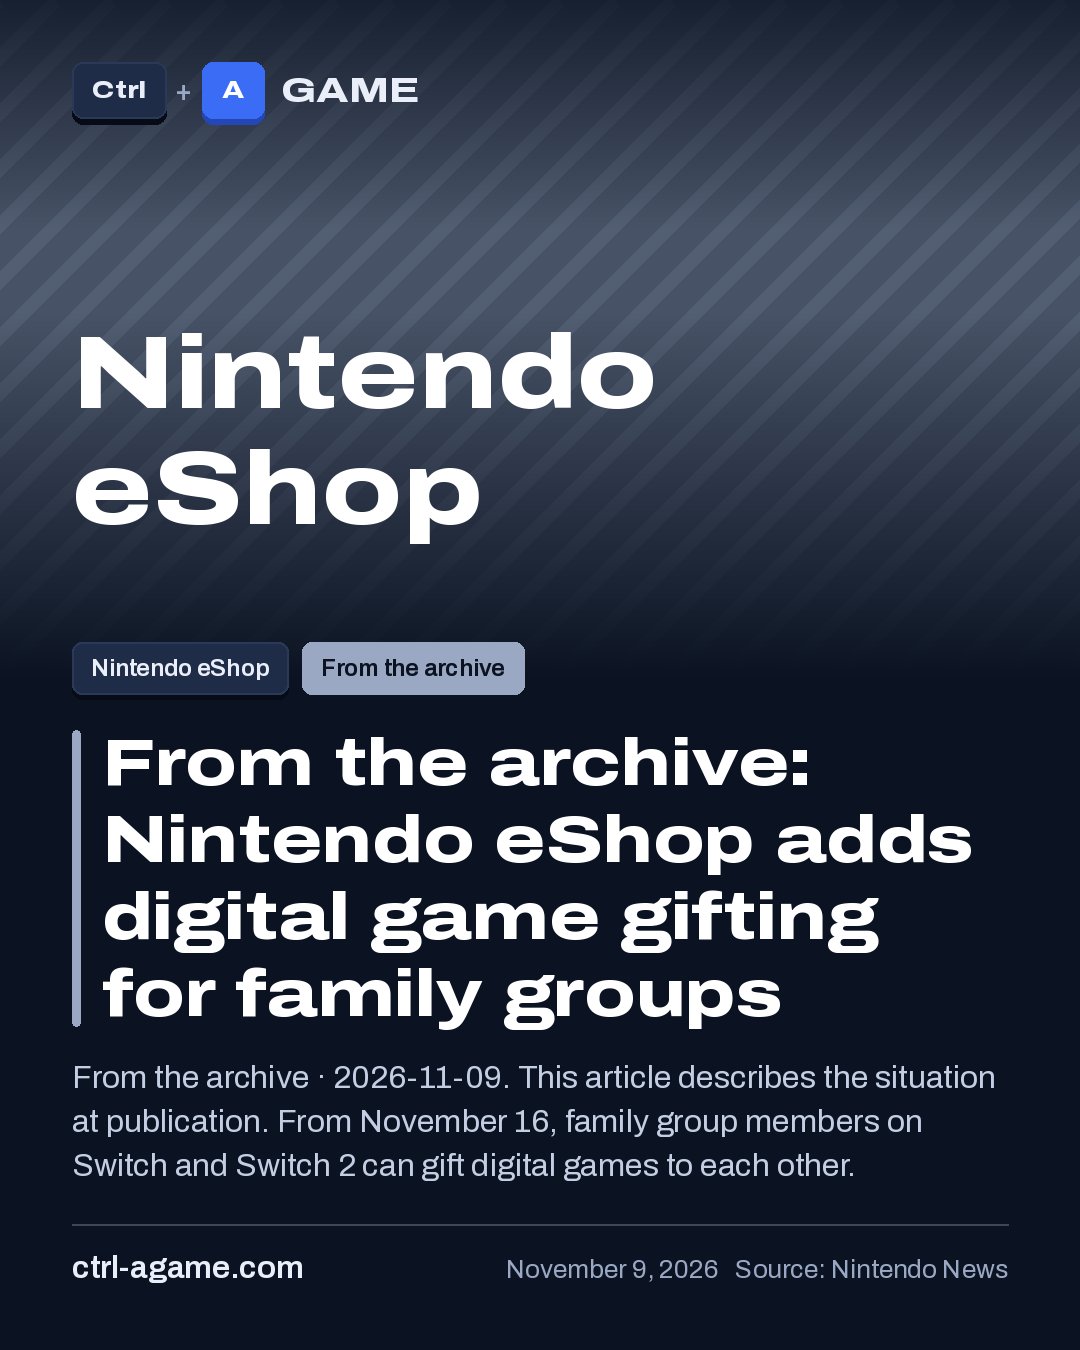 Ctrl + A GAME
Nintendo
eShop
Nintendo eShop From the archive
From the archive:
Nintendo eShop adds
digital game gifting
for family groups
From the archive · 2026-11-09. This article describes the situation
at publication. From November 16, family group members on
Switch and Switch 2 can gift digital games to each other.
ctrl-agame.com November 9, 2026 Source: Nintendo News